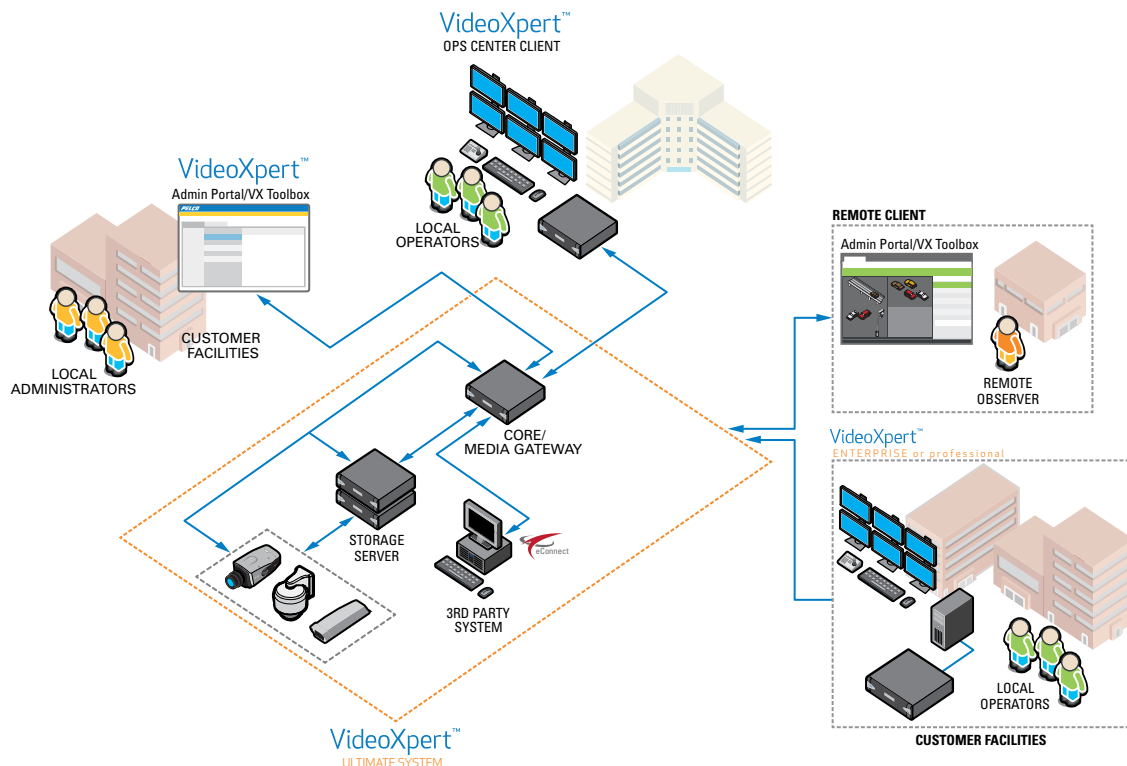 VideoXpert™
OPS CENTER CLIENT
LOCAL
OPERATORS
VideoXpert™
Admin Portal/VX Toolbox
PELCO
CUSTOMER
FACILITIES
LOCAL
ADMINISTRATORS
REMOTE CLIENT
Admin Portal/VX Toolbox
REMOTE
OBSERVER
CORE/
MEDIA GATEWAY
STORAGE
SERVER
eConnect
3RD PARTY
SYSTEM
VideoXpert™
ENTERPRISE or professional
LOCAL
OPERATORS
CUSTOMER FACILITIES
VideoXpert™
ULTIMATE SYSTEM